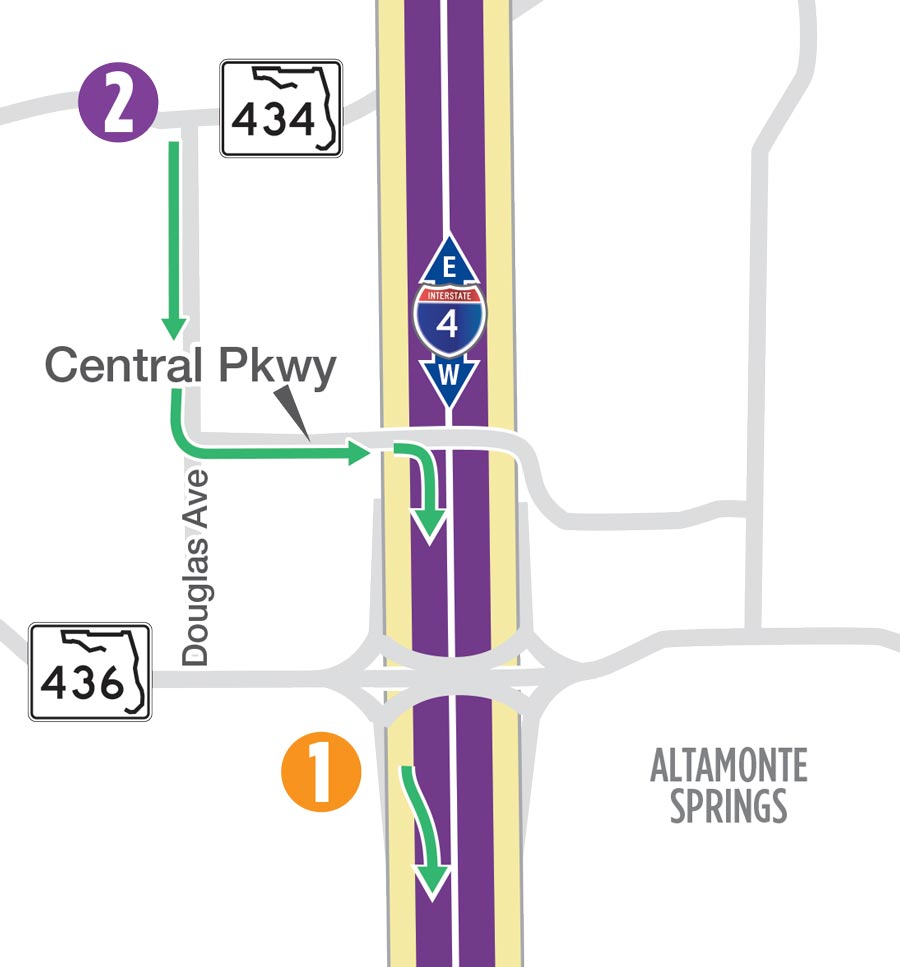 2
434
E
INTERSTATE
4
W
Central Pkwy
Douglas Ave
436
1
ALTAMONTE
SPRINGS